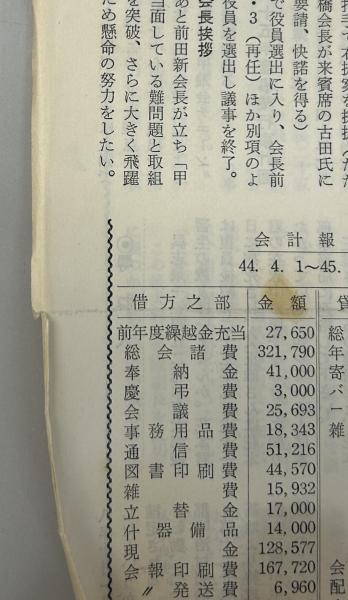 橋会長が来賓席の古田氏に
要請、快諾を得る)
で役員選出に入り、会長前
・3（再任）ほか別項のよ
役員を選出し議事を終了。
会長挨拶
あと前田新会長が立ち「甲
当面している難問題と取組
を突破、さらに大きく飛躍
ため懸命の努力をしたい。
会計報
44. 4. 1〜45.
借方之部 金額 貸
前年度繰越金充当 27,650 総
総会諸費 321,790 年
奉納金 41,000 寄
慶弔費 3,000 バ
会議費 25,693 ー
事務用品費 18,343 雑
通信費 51,216
図書印刷費 44,570
雑費 15,932
立替金 17,000
什器備品 14,000
現金 128,577
会報印刷費 167,720 会
〃 発送費 6,960 配